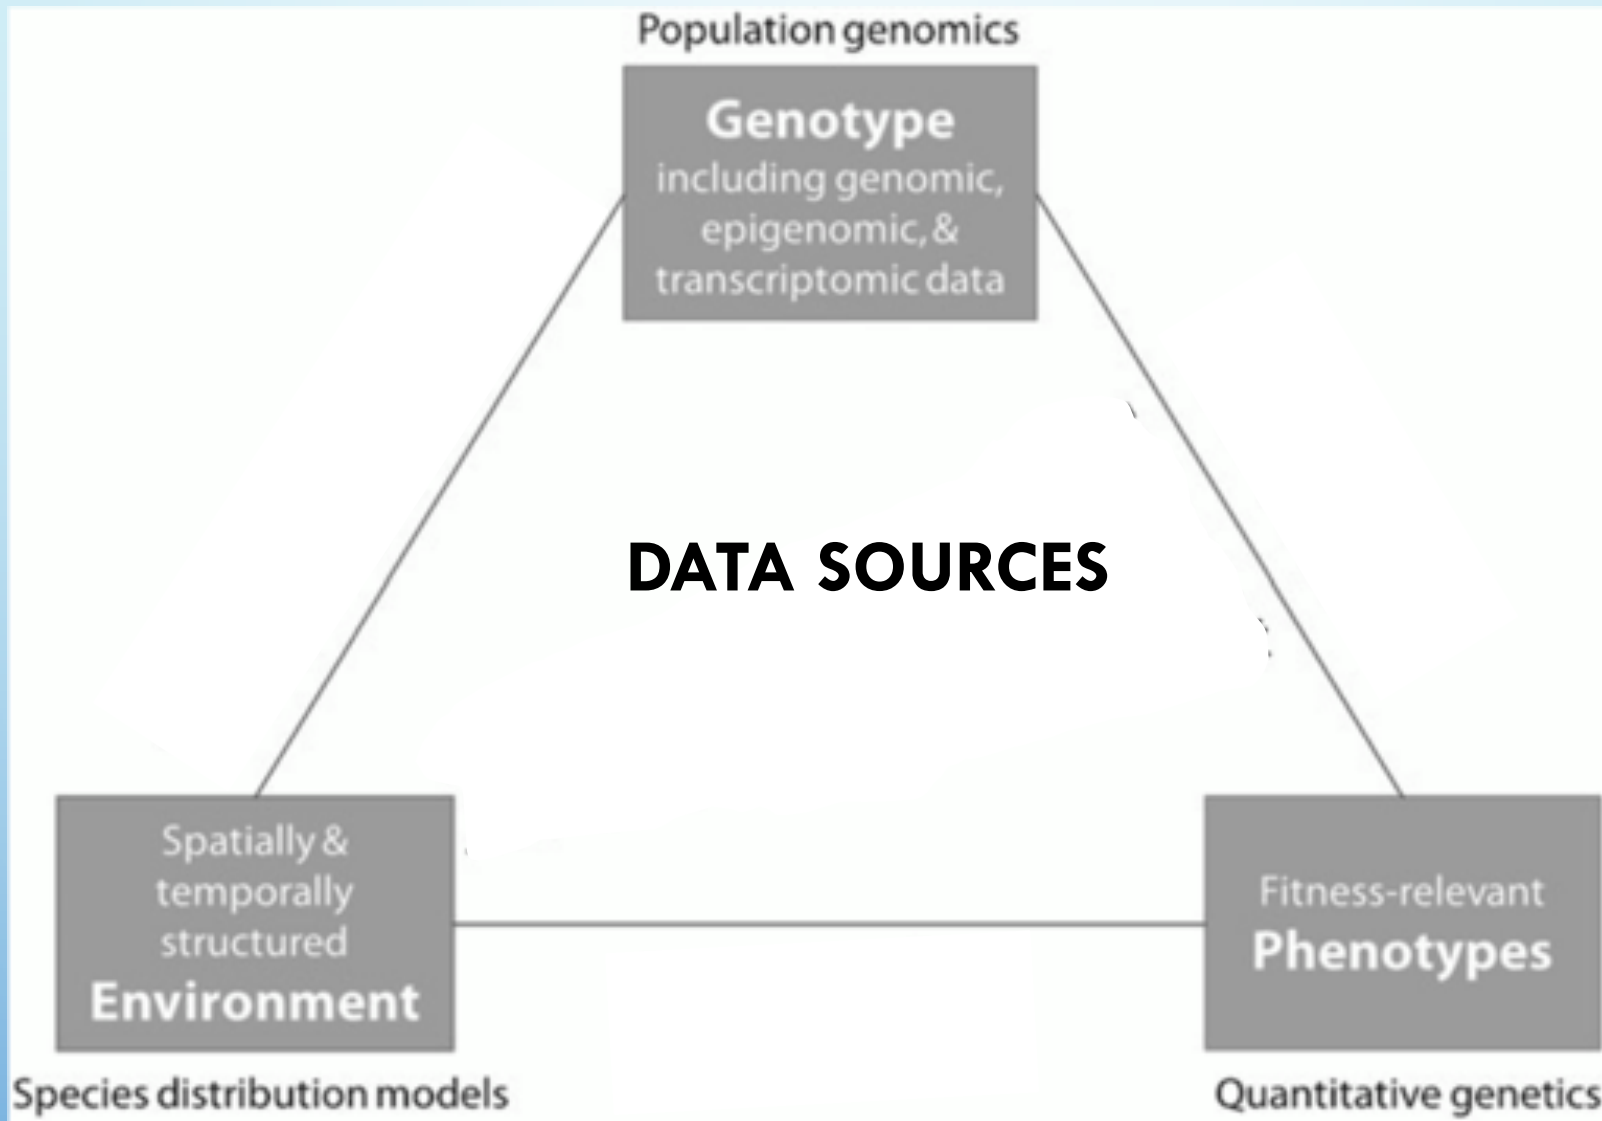 Population genomics
Genotype
including genomic,
epigenomic, &
transcriptomic data
DATA SOURCES
Spatially &
temporally
structured
Environment
Fitness-relevant
Phenotypes
Species distribution models
Quantitative genetics